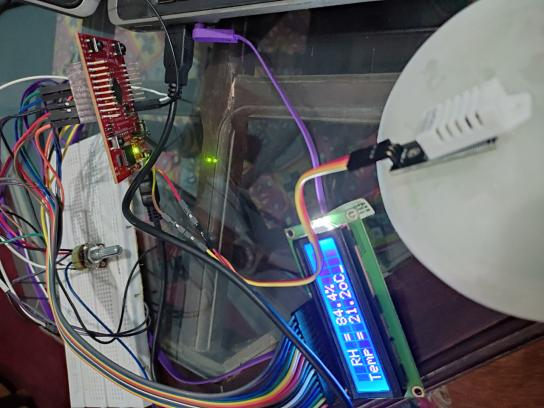 RH = 84.4%
Temp = 21.2oC